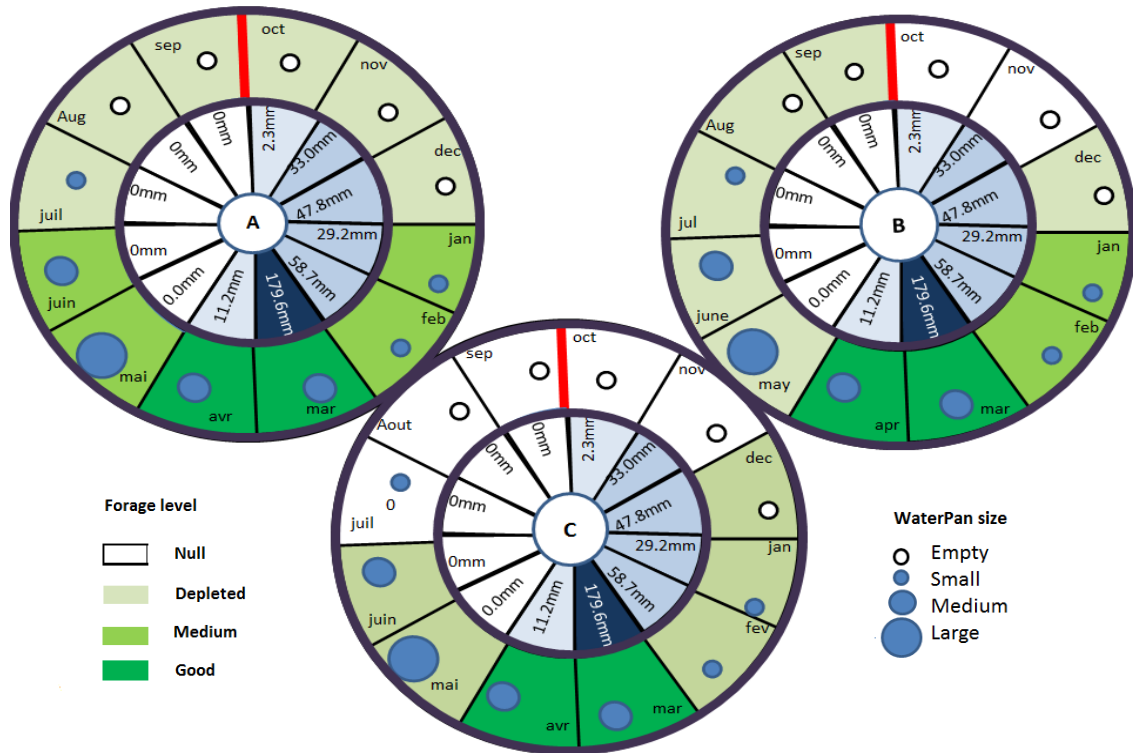 sep
oct
nov
dec
jan
feb
mar
avr
mai
juin
juil
Aug
2.3mm
33.0mm
47.8mm
29.2mm
58.7mm
179.6mm
11.2mm
0.0mm
0mm
0mm
0mm
0mm
A
sep
oct
nov
dec
jan
feb
mar
apr
may
june
jul
Aug
2.3mm
33.0mm
47.8mm
29.2mm
58.7mm
179.6mm
11.2mm
0.0mm
0mm
0mm
0mm
0mm
B
sep
oct
nov
dec
jan
fev
mar
avr
mai
juin
juil
0
Aout
2.3mm
33.0mm
47.8mm
29.2mm
58.7mm
179.6mm
11.2mm
0.0mm
0mm
0mm
0mm
0mm
C
Forage level
Null
Depleted
Medium
Good
WaterPan size
Empty
Small
Medium
Large